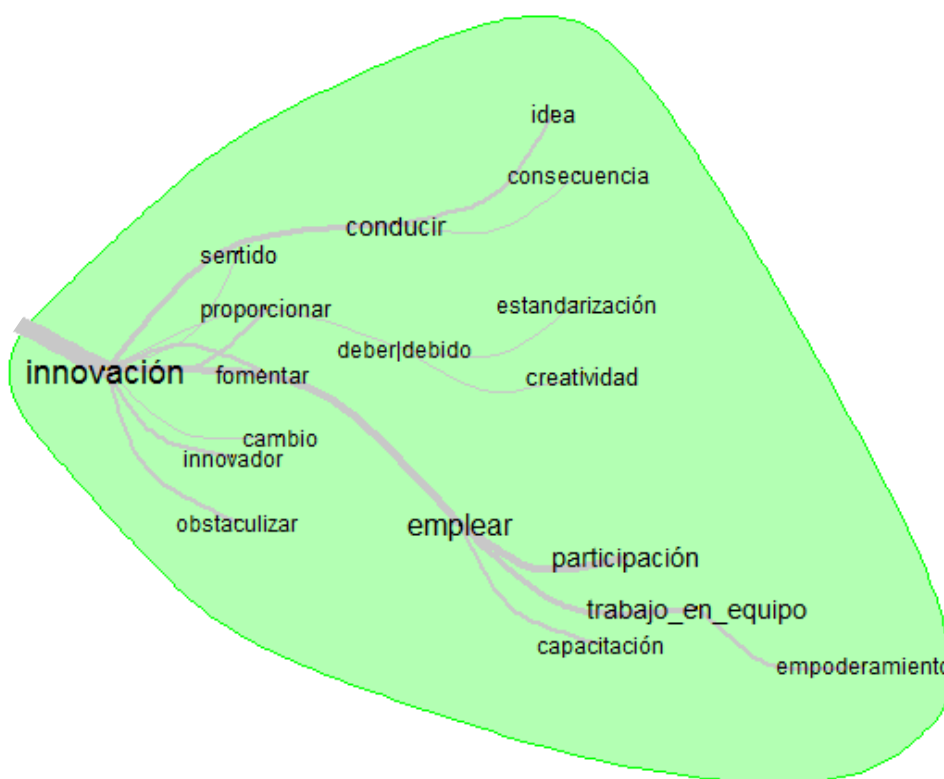 idea
consecuencia
conducir
sentido
proporcionar
estandarización
deber|debido
innovación
fomentar
creatividad
cambio
innovador
obstaculizar
emplear
participación
trabajo_en_equipo
capacitación
empoderamiento